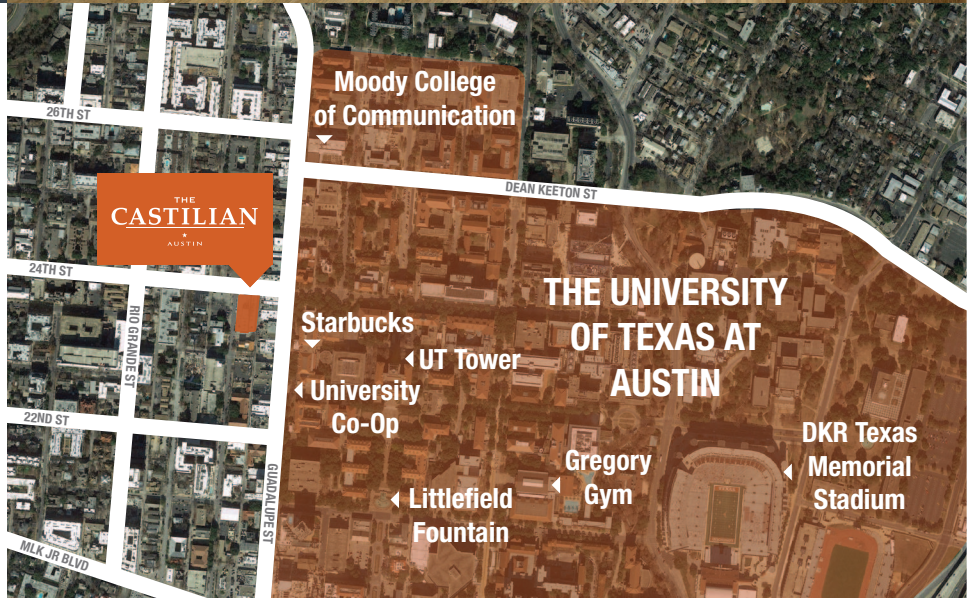 Moody College
of Communication
26TH ST
DEAN KEETON ST
THE
CASTILIAN
AUSTIN
24TH ST
THE UNIVERSITY
OF TEXAS AT
AUSTIN
RIO GRANDE ST
Starbucks
UT Tower
University
Co-Op
22ND ST
DKR Texas
Memorial
Stadium
Gregory
Gym
GUADALUPE ST
Littlefield
Fountain
MLK JR BLVD